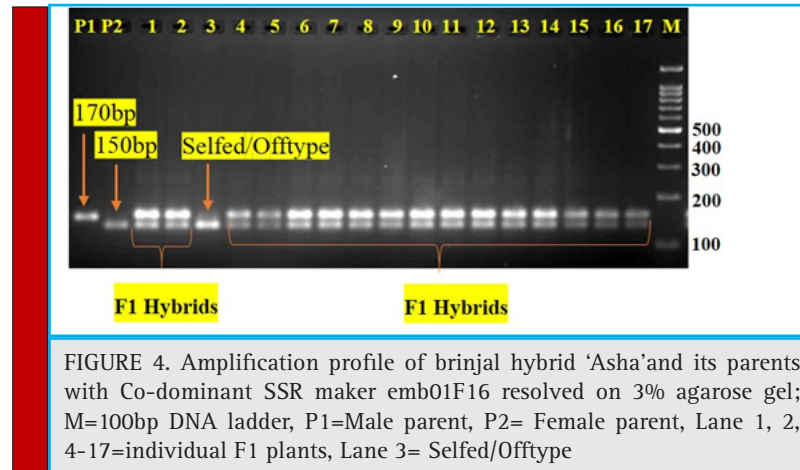 P1 P2 1 2 3 4 5 6 7 8 9 10 11 12 13 14 15 16 17 M
170bp
150bp
Selfed/Offtype
500
400
300
200
100
F1 Hybrids
F1 Hybrids
FIGURE 4. Amplification profile of brinjal hybrid ‘Asha’and its parents
with Co-dominant SSR maker emb01F16 resolved on 3% agarose gel;
M=100bp DNA ladder, P1=Male parent, P2= Female parent, Lane 1, 2,
4-17=individual F1 plants, Lane 3= Selfed/Offtype